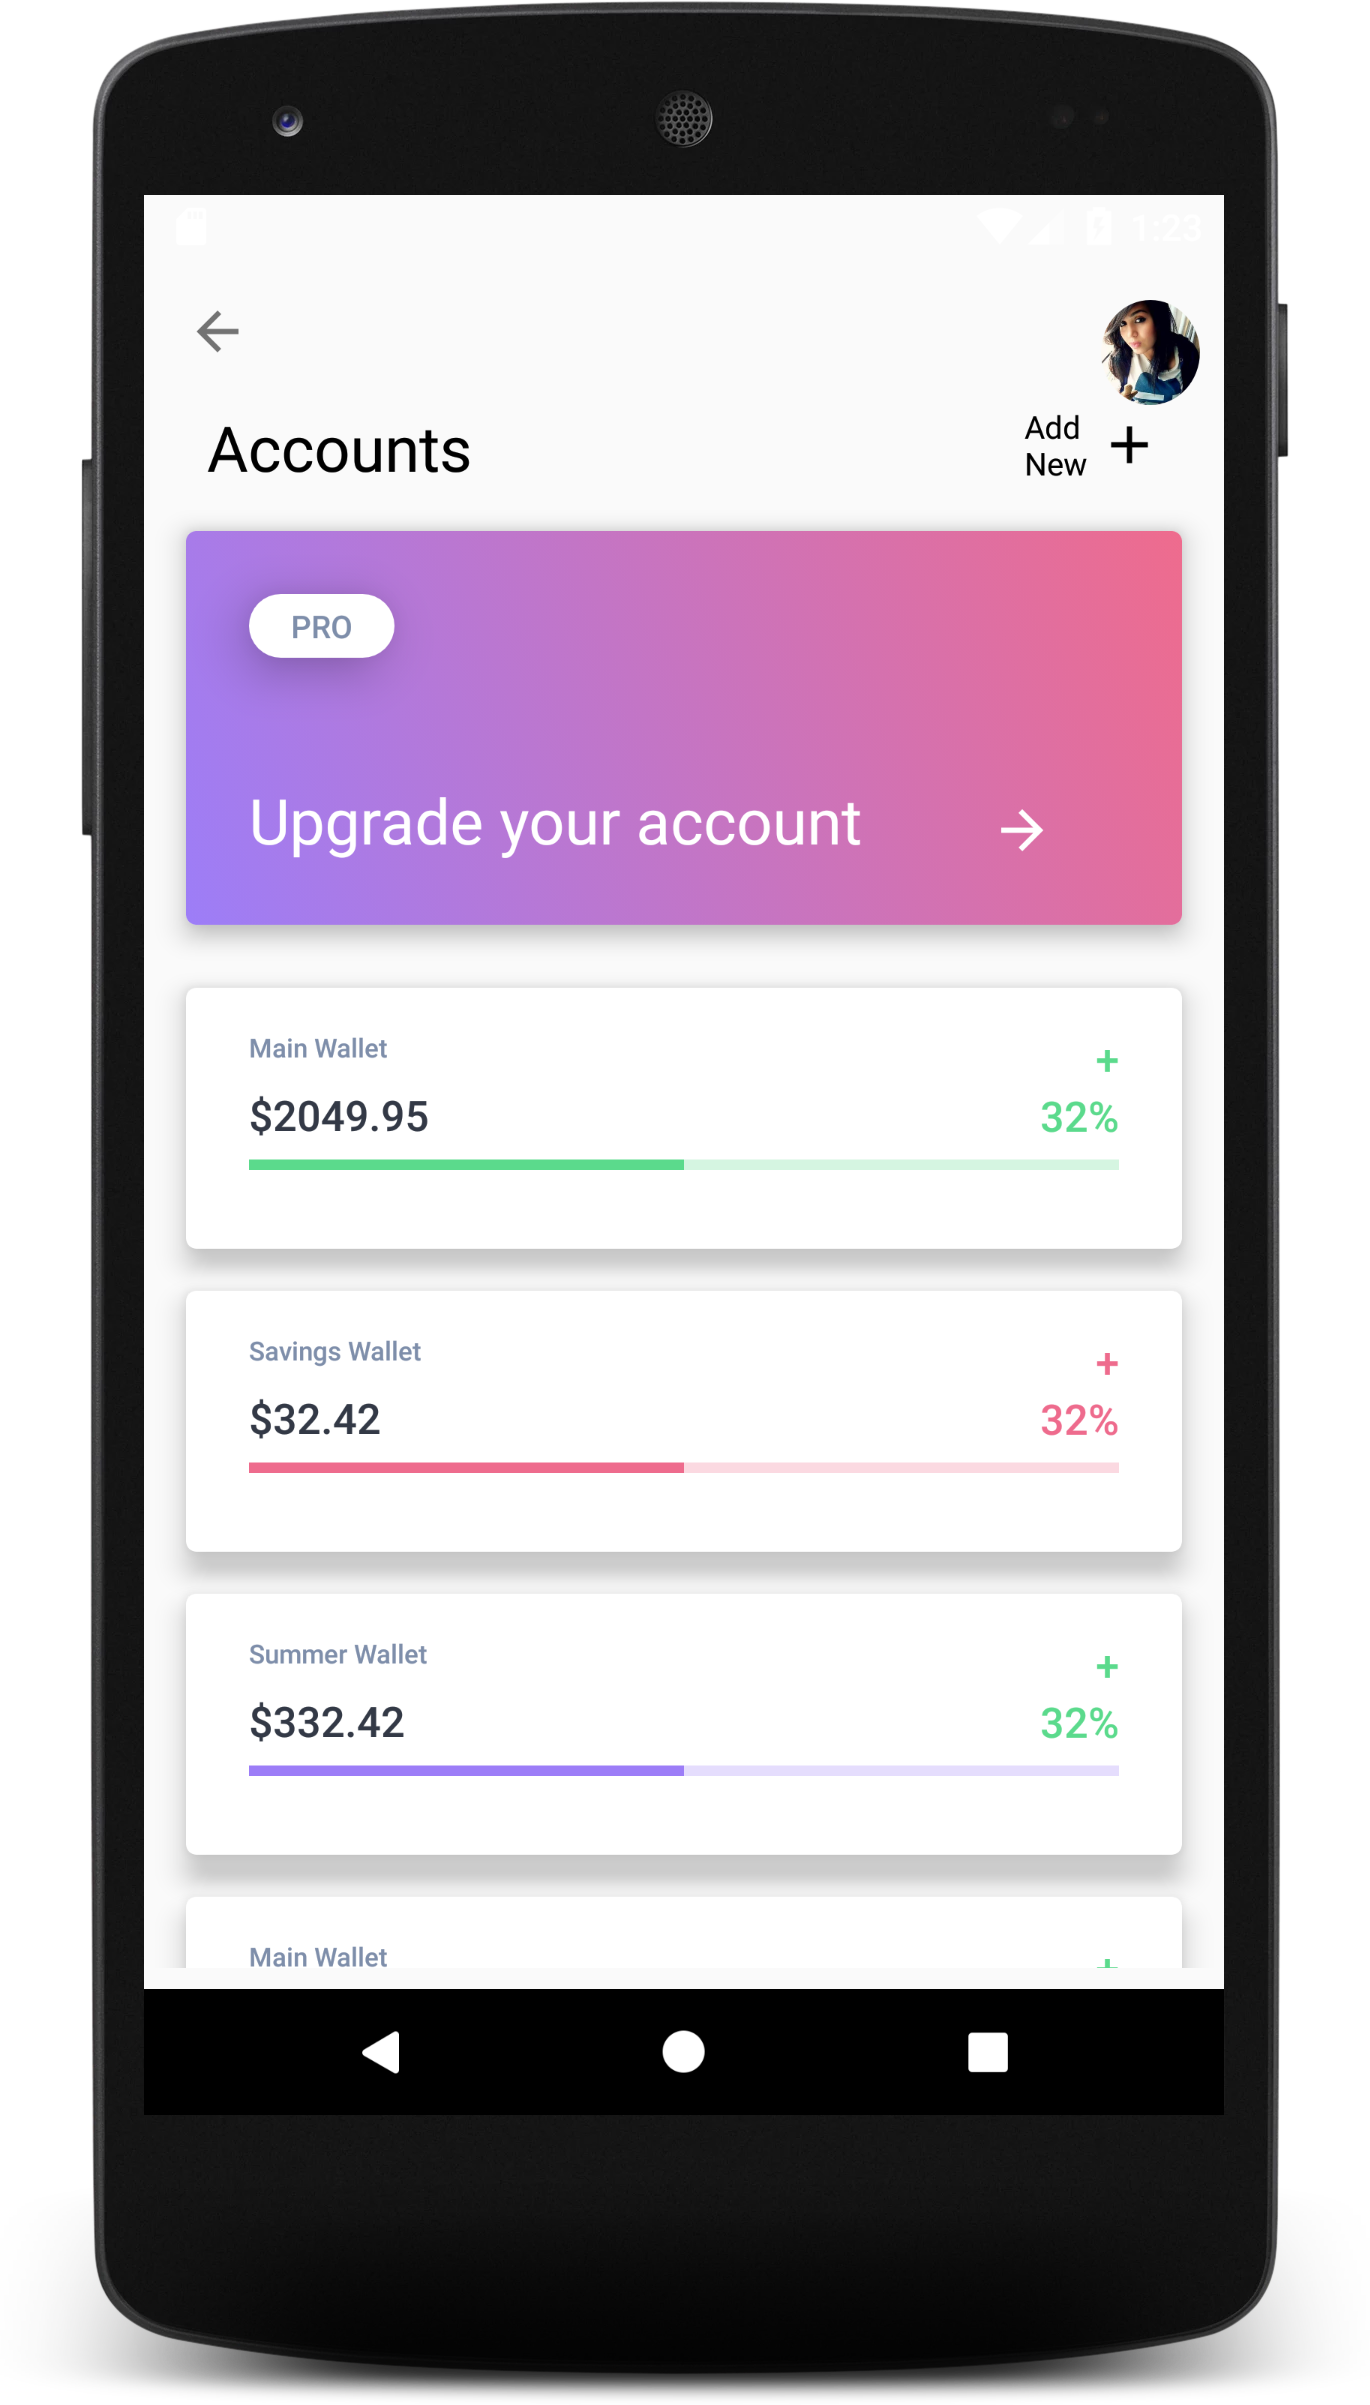 1:23
Accounts
Add
New
+
PRO
Upgrade your account
Main Wallet
+
$2049.95
32%
Savings Wallet
+
$32.42
32%
Summer Wallet
+
$332.42
32%
Main Wallet
+